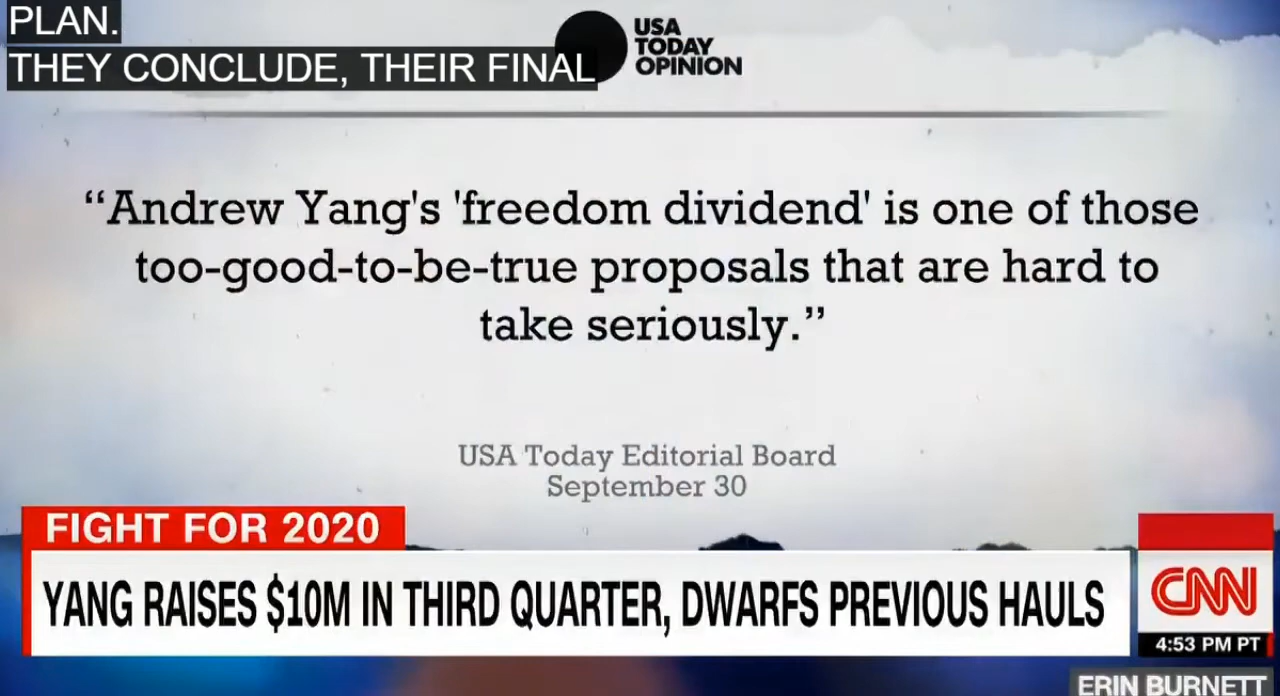 PLAN.
THEY CONCLUDE, THEIR FINAL
USA
TODAY
OPINION
“Andrew Yang's 'freedom dividend' is one of those
too-good-to-be-true proposals that are hard to
take seriously.”
USA Today Editorial Board
September 30
FIGHT FOR 2020
YANG RAISES $10M IN THIRD QUARTER, DWARFS PREVIOUS HAULS
CNN
4:53 PM PT
ERIN BURNETT